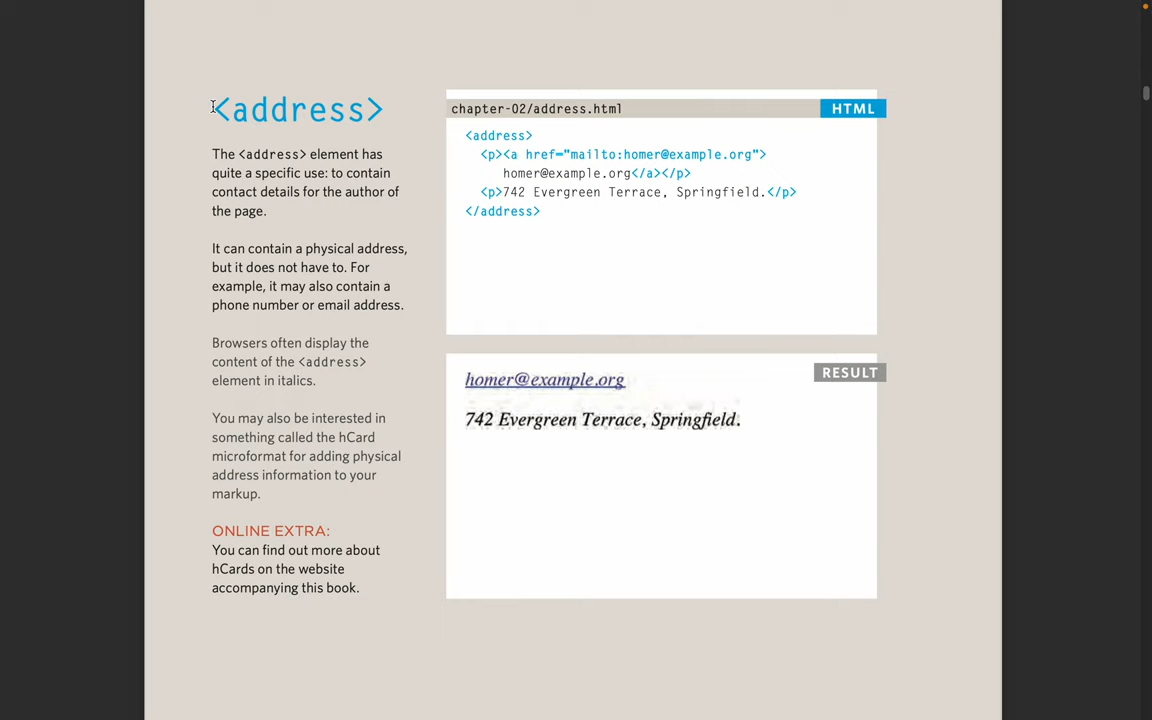 <address>
The <address> element has
quite a specific use: to contain
contact details for the author of
the page.
It can contain a physical address,
but it does not have to. For
example, it may also contain a
phone number or email address.
Browsers often display the
content of the <address>
element in italics.
You may also be interested in
something called the hCard
microformat for adding physical
address information to your
markup.
ONLINE EXTRA:
You can find out more about
hCards on the website
accompanying this book.
chapter-02/address.html
HTML
<address>
<p><a href="mailto:homer@example.org">
homer@example.org</a></p>
<p>742 Evergreen Terrace, Springfield.</p>
</address>
RESULT
homer@example.org
742 Evergreen Terrace, Springfield.